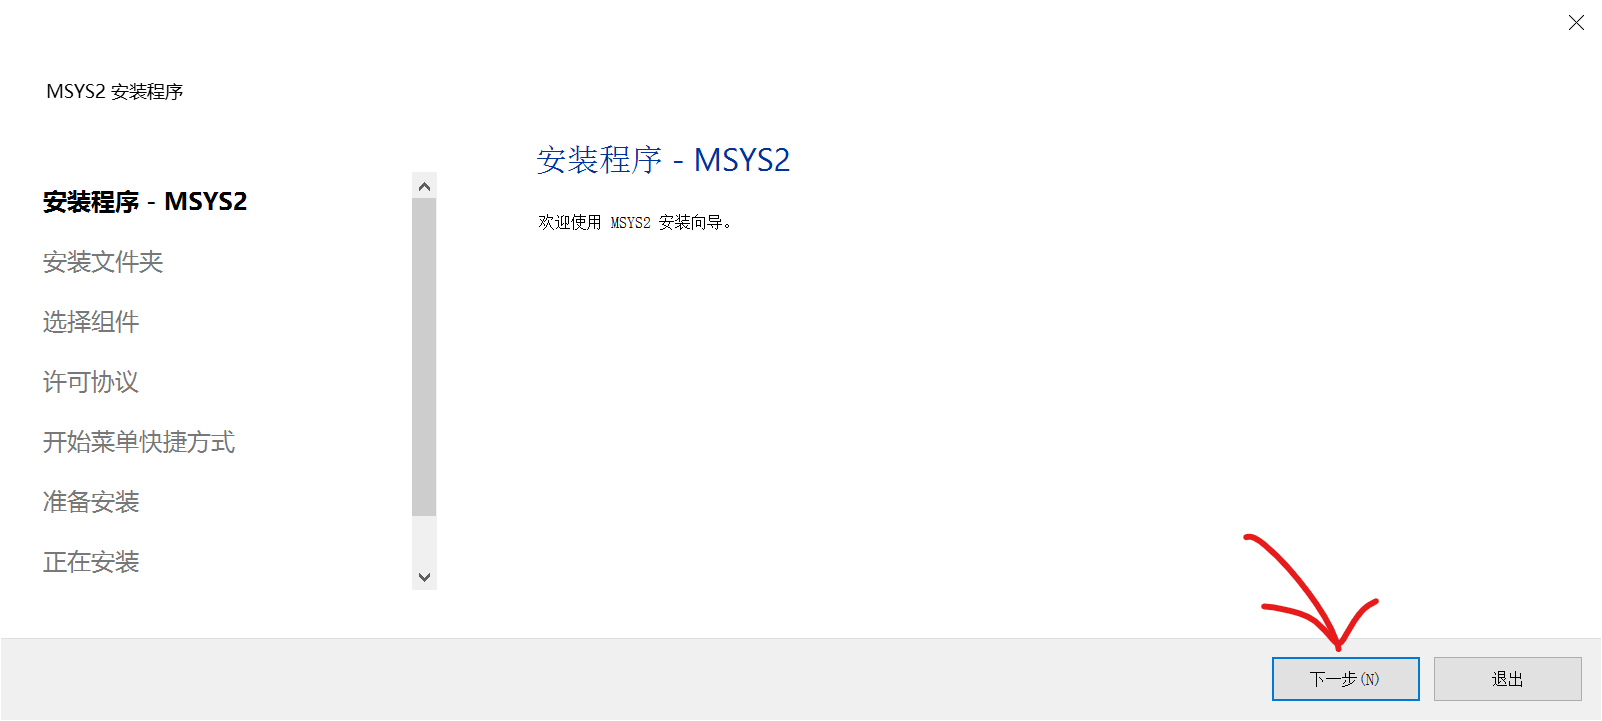 MSYS2 安装程序
安装程序 - MSYS2
安装文件夹
选择组件
许可协议
开始菜单快捷方式
准备安装
正在安装
安装程序 - MSYS2
欢迎使用 MSYS2 安装向导。
下一步(N)
退出